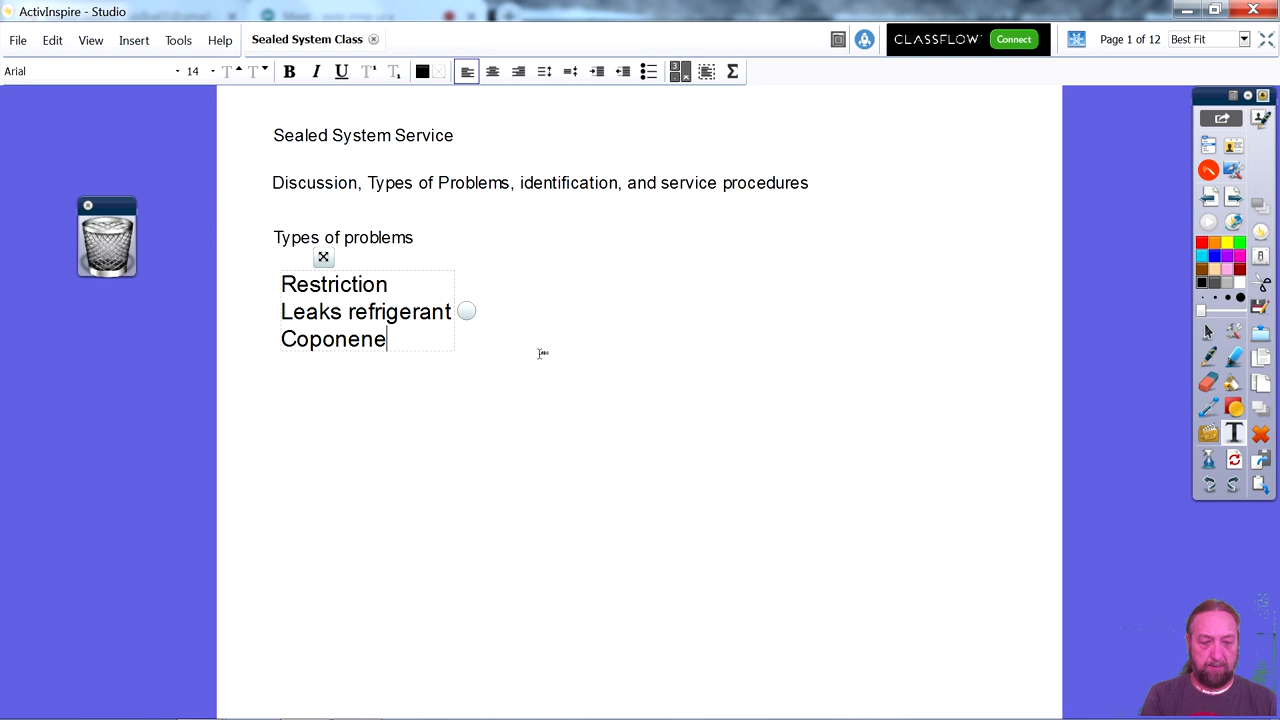 ActivInspire - Studio
File Edit View Insert Tools Help Sealed System Class CLASSFLOW Connect Page 1 of 12 Best Fit
Arial 14 B I U
Sealed System Service
Discussion, Types of Problems, identification, and service procedures
Types of problems
Restriction
Leaks refrigerant
Coponene